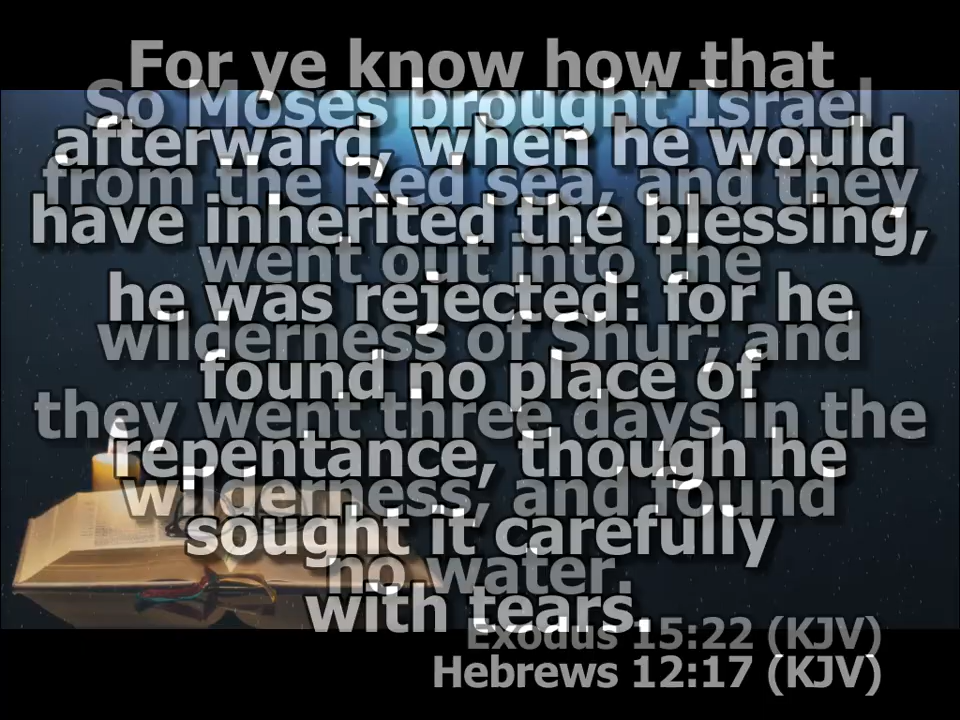 For ye know how that
afterward, when he would
have inherited the blessing,
he was rejected: for he
found no place of
repentance, though he
sought it carefully
with tears.
Hebrews 12:17 (KJV)
So Moses brought Israel
from the Red sea, and they
went out into the
wilderness of Shur; and
they went three days in the
wilderness, and found
no water.
Exodus 15:22 (KJV)